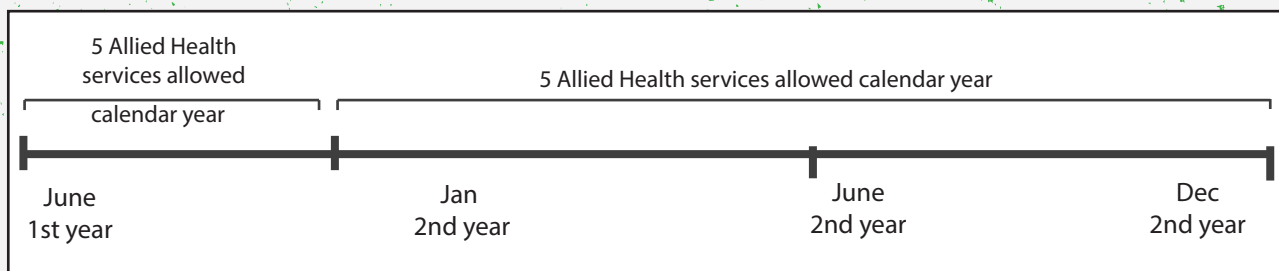 5 Allied Health
services allowed
calendar year
5 Allied Health services allowed calendar year
June
1st year
Jan
2nd year
June
2nd year
Dec
2nd year